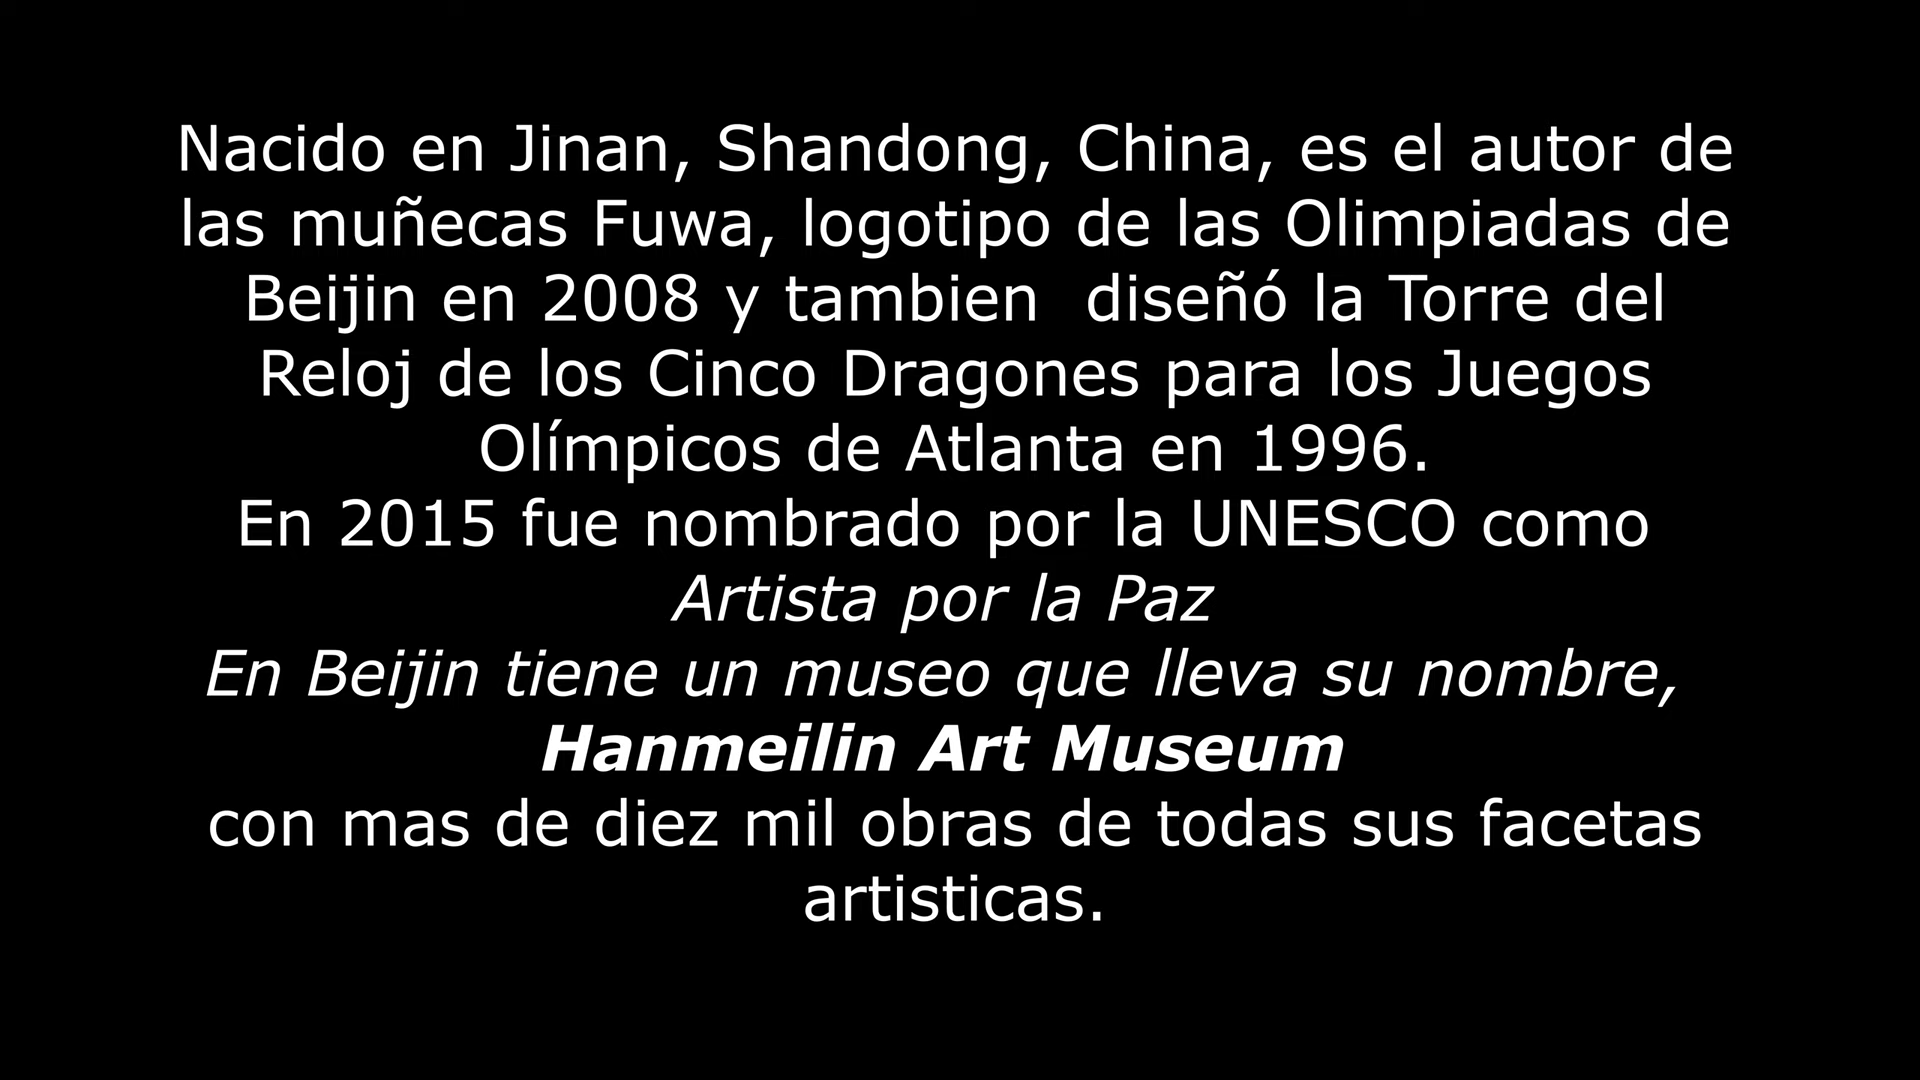 Nacido en Jinan, Shandong, China, es el autor de
las muñecas Fuwa, logotipo de las Olimpiadas de
Beijin en 2008 y tambien  diseñó la Torre del
Reloj de los Cinco Dragones para los Juegos
Olímpicos de Atlanta en 1996.
En 2015 fue nombrado por la UNESCO como
Artista por la Paz
En Beijin tiene un museo que lleva su nombre,
Hanmeilin Art Museum
con mas de diez mil obras de todas sus facetas
artisticas.